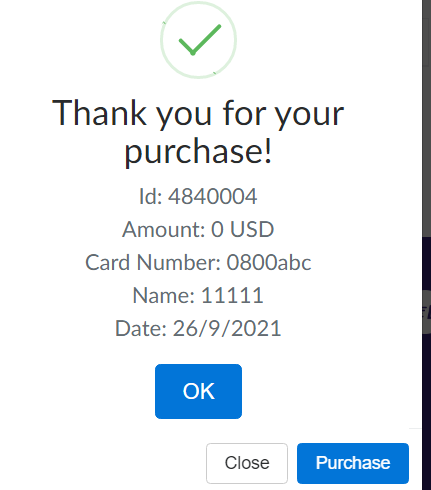 Thank you for your
purchase!
Id: 4840004
Amount: 0 USD
Card Number: 0800abc
Name: 11111
Date: 26/9/2021
OK
Close
Purchase